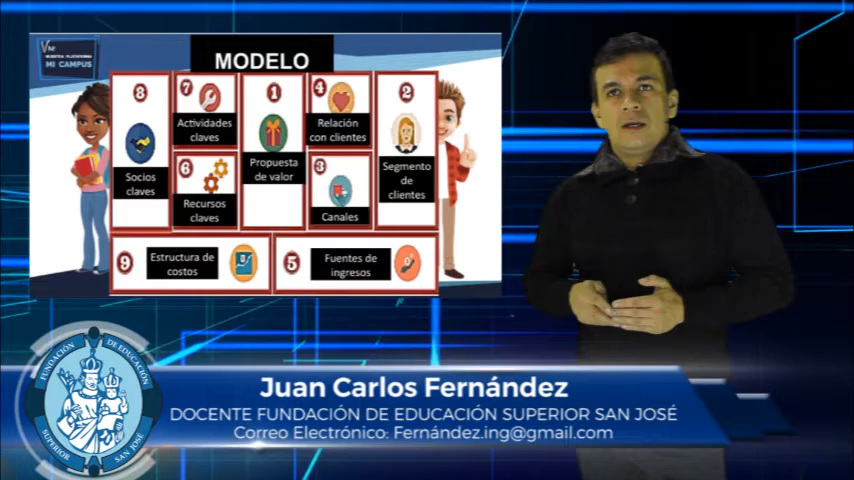 NUESTRA PLATAFORMA
MI CAMPUS
MODELO
8
Socios
claves
7
Actividades
claves
6
Recursos
claves
1
Propuesta
de valor
4
Relación
con clientes
3
Canales
2
Segmento
de
clientes
9
Estructura de
costos
5
Fuentes de
ingresos
FUNDACIÓN
DE EDUCACIÓN
SUPERIOR
SAN JOSÉ
Juan Carlos Fernández
DOCENTE FUNDACIÓN DE EDUCACIÓN SUPERIOR SAN JOSÉ
Correo Electrónico: Fernández.ing@gmail.com